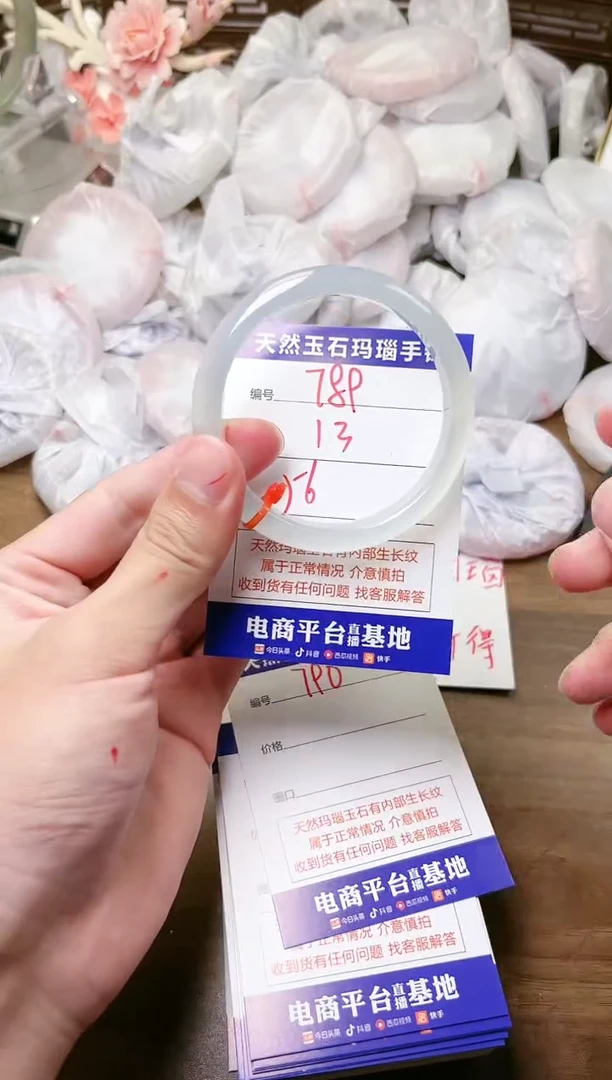 天然玉石玛瑙手
编号 789
13
56
天然玛瑙玉石有内部生长纹
属于正常情况 介意慎拍
收到货有任何问题 找客服解答
电商平台直播基地
今日头条 抖音 西瓜视频 快手
得
编号 790
价格
圈口
天然玛瑙玉石有内部生长纹
属于正常情况 介意慎拍
收到货有任何问题 找客服解答
电商平台直播基地
今日头条 抖音 西瓜视频 快手
正常情况 介意慎拍
收到货有任何问题 找客服解答
电商平台直播基地
今日头条 抖音 西瓜视频 快手